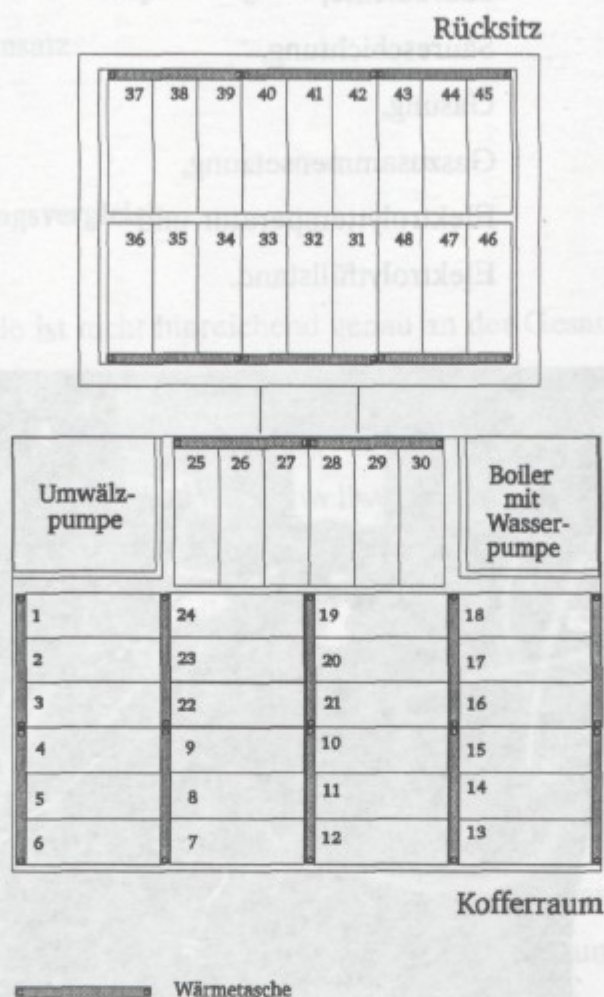 Rücksitz
37 38 39 40 41 42 43 44 45
36 35 34 33 32 31 48 47 46
25 26 27 28 29 30
Umwälz-
pumpe
Boiler
mit
Wasser-
pumpe
1 24 19 18
2 23 20 17
3 22 21 16
4 9 10 15
5 8 11 14
6 7 12 13
Kofferraum
Wärmetasche